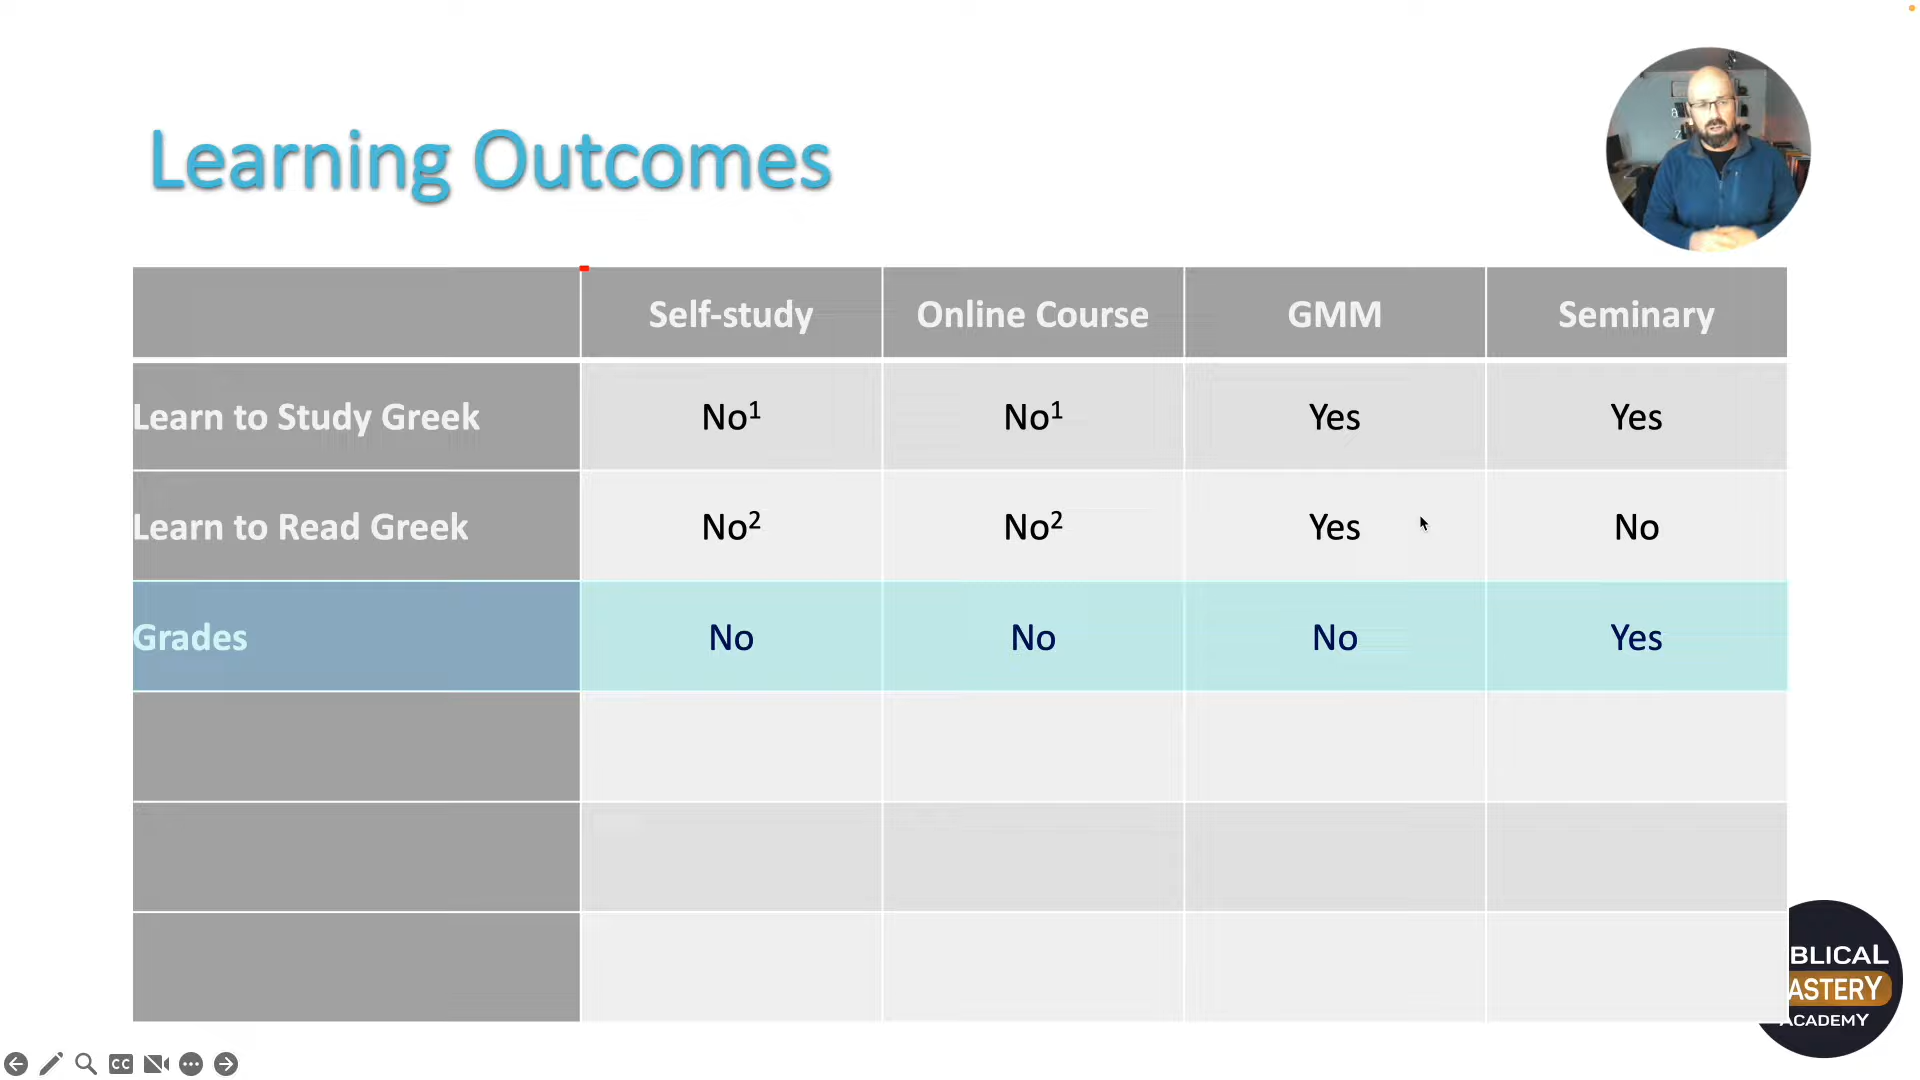 Learning Outcomes
Self-study Online Course GMM Seminary
Learn to Study Greek No¹ No¹ Yes Yes
Learn to Read Greek No² No² Yes No
Grades No No No Yes
BLICAL
ASTERY
ACADEMY
CC